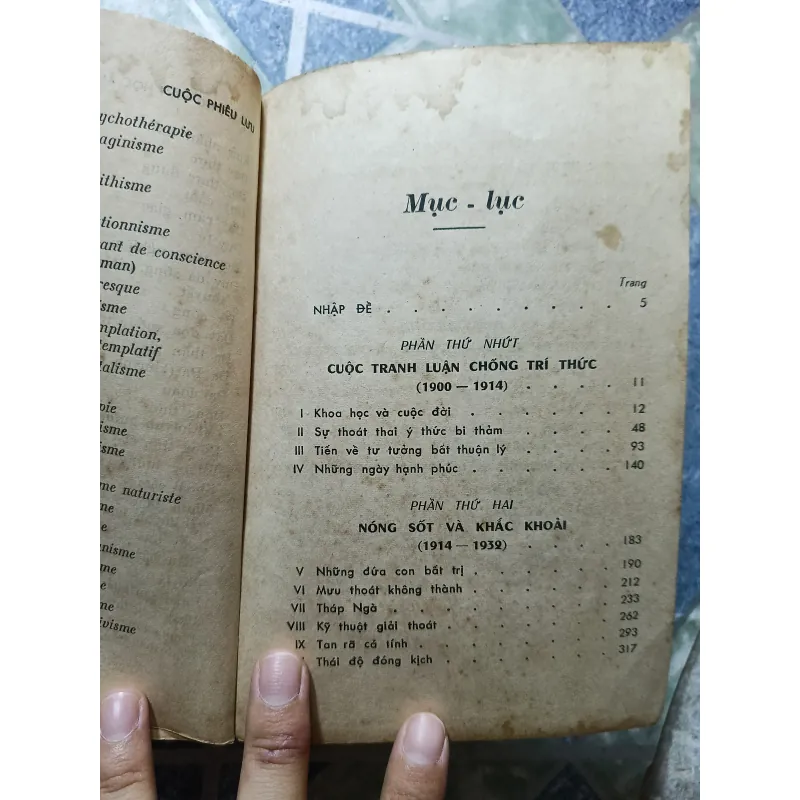 CUỘC PHIÊU LƯU
ychothérapie
aginisme
ithisme
tionnisme
ant de conscience
man)
resque
isme
mplation,
templatif
alisme
pie
isme
isme
me naturiste
me
me
nisme
me
me
ivisme
Mục - lục
Trang
NHẬP ĐỀ . . . . . . . . . 5
PHẦN THỨ NHỨT
CUỘC TRANH LUẬN CHỐNG TRÍ THỨC
(1900 — 1914) . . . . 11
I Khoa học và cuộc đời . . . . . . 12
II Sự thoát thai ý thức bi thảm . . . . 48
III Tiến về tư tưởng bất thuận lý . . . . 93
IV Những ngày hạnh phúc . . . . . 140
PHẦN THỨ HAI
NÓNG SỐT VÀ KHẮC KHOẢI
(1914 — 1932) . . . . 183
V Những đứa con bất trị . . . . . 190
VI Mưu thoát không thành . . . . . 212
VII Tháp Ngà . . . . . . . . 233
VIII Kỹ thuật giải thoát . . . . . . 262
IX Tan rã cá tính . . . . . . . 293
Thái độ đóng kịch . . . . . . 317